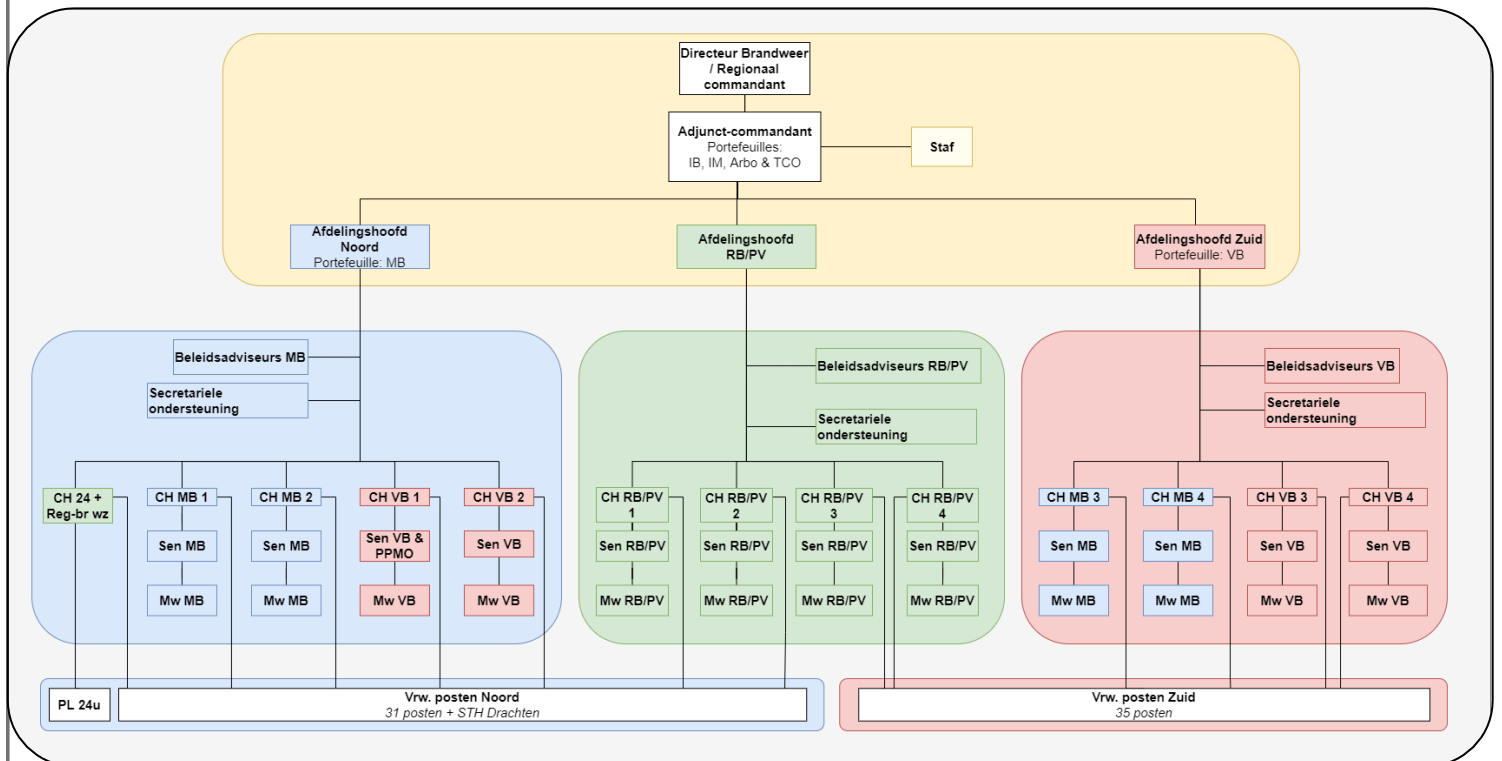 Directeur Brandweer
/ Regionaal
commandant
Adjunct-commandant
Portefeuilles:
IB, IM, Arbo & TCO
Staf
Afdelingshoofd
Noord
Portefeuille: MB
Afdelingshoofd
RB/PV
Afdelingshoofd Zuid
Portefeuille: VB
Beleidsadviseurs MB
Secretariele
ondersteuning
Beleidsadviseurs RB/PV
Secretariele
ondersteuning
Beleidsadviseurs VB
Secretariele
ondersteuning
CH 24 +
Reg-br wz
CH MB 1
Sen MB
Mw MB
CH MB 2
Sen MB
Mw MB
CH VB 1
Sen VB &
PPMO
Mw VB
CH VB 2
Sen VB
Mw VB
CH RB/PV
1
Sen RB/PV
Mw RB/PV
CH RB/PV
2
Sen RB/PV
Mw RB/PV
CH RB/PV
3
Sen RB/PV
Mw RB/PV
CH RB/PV
4
Sen RB/PV
Mw RB/PV
CH MB 3
Sen MB
Mw MB
CH MB 4
Sen MB
Mw MB
CH VB 3
Sen VB
Mw VB
CH VB 4
Sen VB
Mw VB
PL 24u
Vrw. posten Noord
31 posten + STH Drachten
Vrw. posten Zuid
35 posten